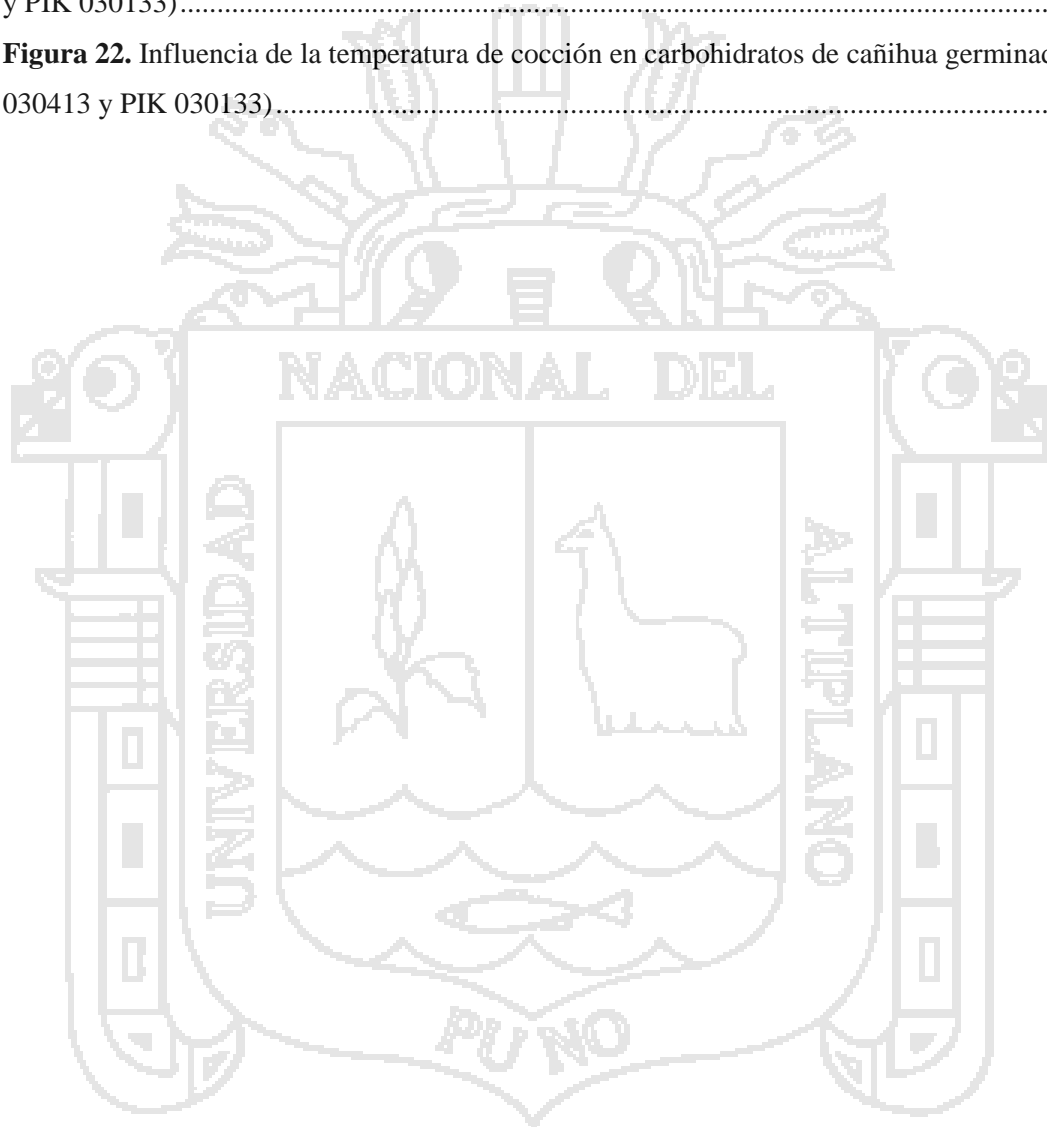 y PIK 030133)....................................................................................................................
Figura 22. Influencia de la temperatura de cocción en carbohidratos de cañihua
030413 y PIK 030133).......................................................................................................
NACIONAL DEL
UNIVERSIDAD
ALTIPLANO
PUNO